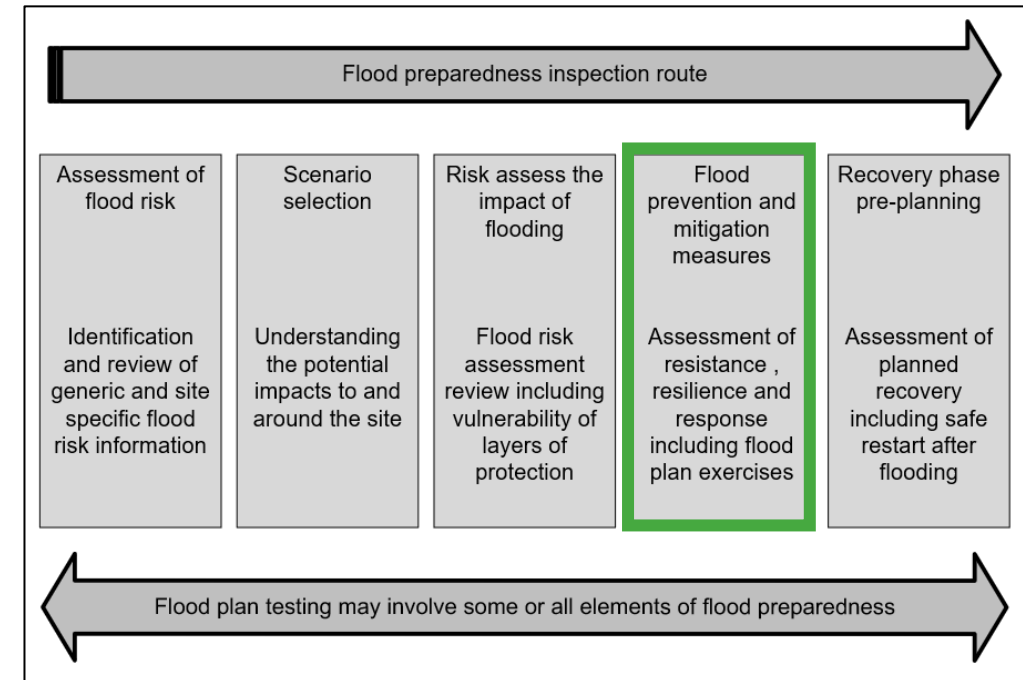 Flood preparedness inspection route
Assessment of
flood risk
Identification
and review of
generic and site
specific flood
risk information
Scenario
selection
Understanding
the potential
impacts to and
around the site
Risk assess the
impact of
flooding
Flood risk
assessment
review including
vulnerability of
layers of
protection
Flood
prevention and
mitigation
measures
Assessment of
resistance ,
resilience and
response
including flood
plan exercises
Recovery phase
pre-planning
Assessment of
planned
recovery
including safe
restart after
flooding
Flood plan testing may involve some or all elements of flood preparedness